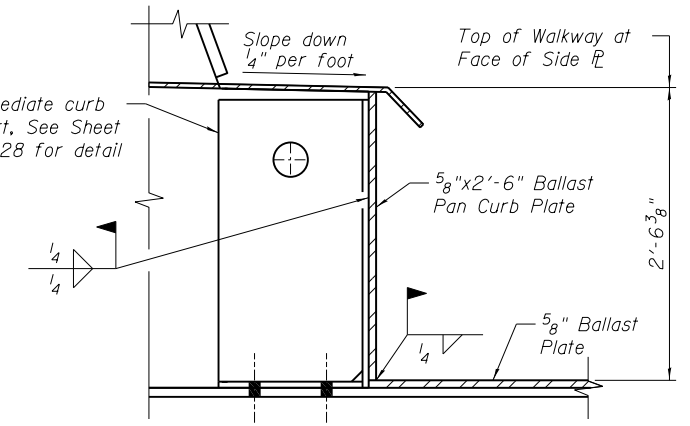 Slope down
1/4" per foot
Top of Walkway at
Face of Side PL
ediate curb
t, See Sheet
28 for detail
5/8"x2'-6" Ballast
Pan Curb Plate
1/4
1/4
2'-6 3/8"
1/4
5/8" Ballast
Plate